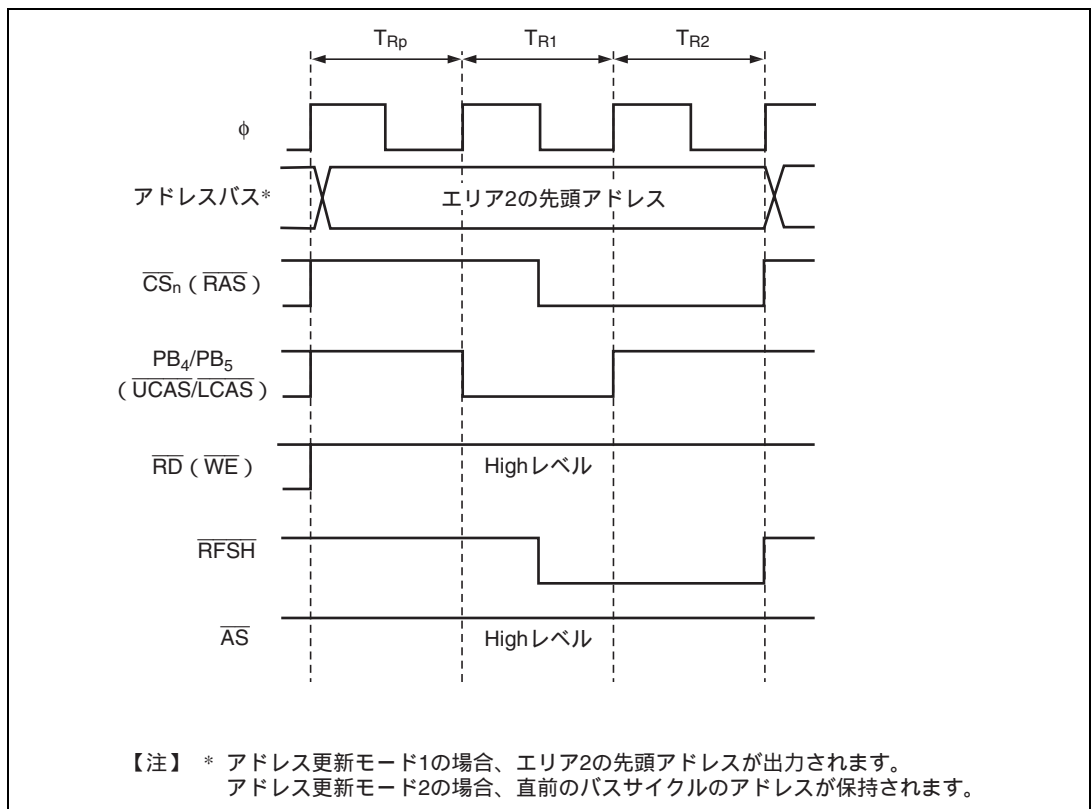 TRp TR1 TR2
φ
アドレスバス* エリア2の先頭アドレス
CSn ( RAS )
PB4/PB5
( UCAS/LCAS )
RD ( WE ) Highレベル
RFSH
AS Highレベル
【注】 * アドレス更新モード1の場合、エリア2の先頭アドレスが出力されます。
アドレス更新モード2の場合、直前のバスサイクルのアドレスが保持されます。